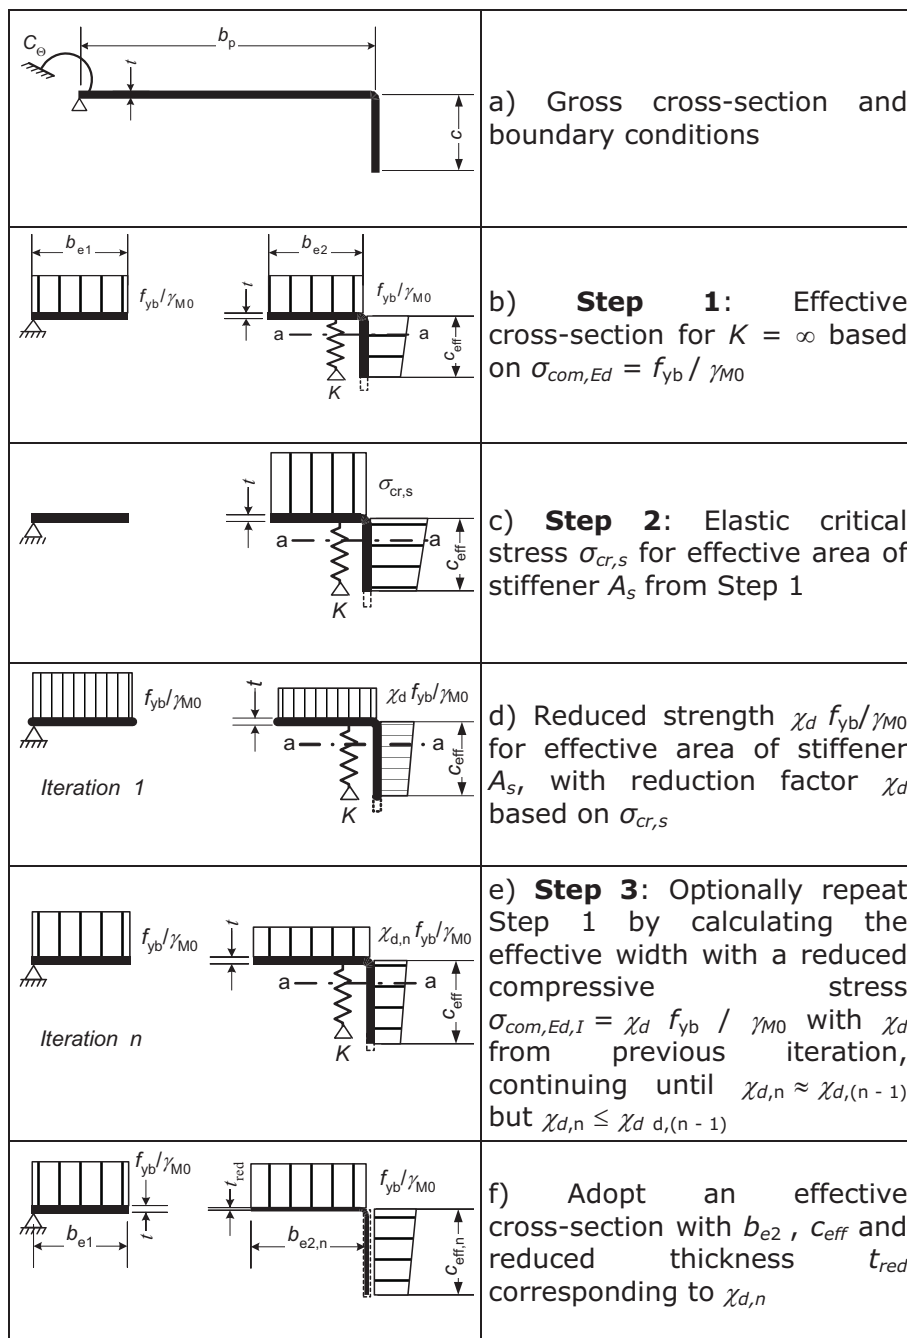 C_Θ
b_p
t
c
a) Gross cross-section and
boundary conditions
b_e1
b_e2
f_yb/γ_M0
t
f_yb/γ_M0
a
a
c_eff
K
b) Step 1: Effective
cross-section for K = ∞ based
on σ_com,Ed = f_yb / γ_M0
t
σ_cr,s
a
a
c_eff
K
c) Step 2: Elastic critical
stress σ_cr,s for effective area of
stiffener A_s from Step 1
f_yb/γ_M0
t
χ_d f_yb/γ_M0
a
a
c_eff
Iteration 1
K
d) Reduced strength χ_d f_yb/γ_M0
for effective area of stiffener
A_s, with reduction factor χ_d
based on σ_cr,s
f_yb/γ_M0
t
χ_d,n f_yb/γ_M0
a
a
c_eff
Iteration n
K
e) Step 3: Optionally repeat
Step 1 by calculating the
effective width with a reduced
compressive stress
σ_com,Ed,I = χ_d f_yb / γ_M0 with χ_d
from previous iteration,
continuing until χ_d,n ≈ χ_d,(n - 1)
but χ_d,n ≤ χ_d d,(n - 1)
f_yb/γ_M0
t_red
f_yb/γ_M0
t
b_e1
b_e2,n
c_eff,n
f) Adopt an effective
cross-section with b_e2 , c_eff and
reduced thickness t_red
corresponding to χ_d,n